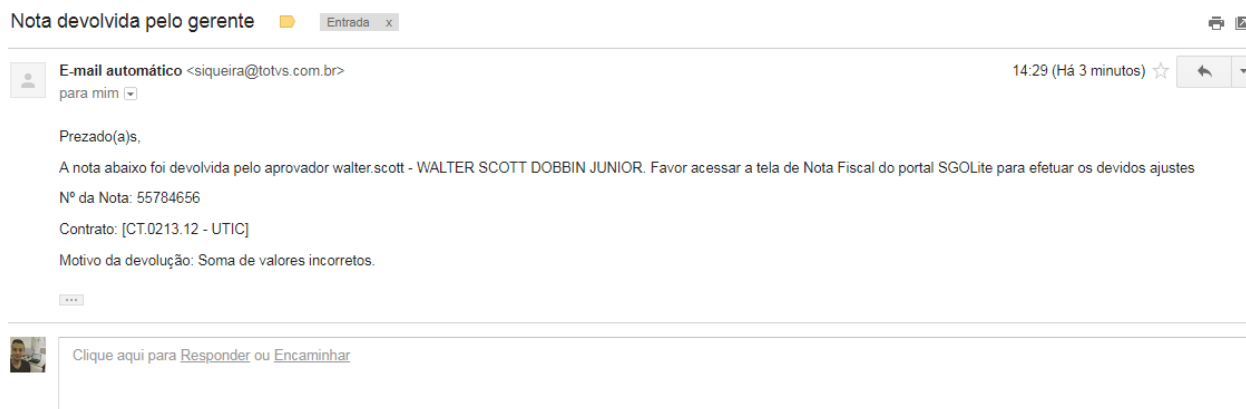 Nota devolvida pelo gerente Entrada x
E-mail automático <siqueira@totvs.com.br> 14:29 (Há 3 minutos)
para mim
Prezado(a)s,
A nota abaixo foi devolvida pelo aprovador walter.scott - WALTER SCOTT DOBBIN JUNIOR. Favor acessar a tela de Nota Fiscal do portal SGOLite para efetuar os devidos ajustes
Nº da Nota: 55784656
Contrato: [CT.0213.12 - UTIC]
Motivo da devolução: Soma de valores incorretos.
Clique aqui para Responder ou Encaminhar